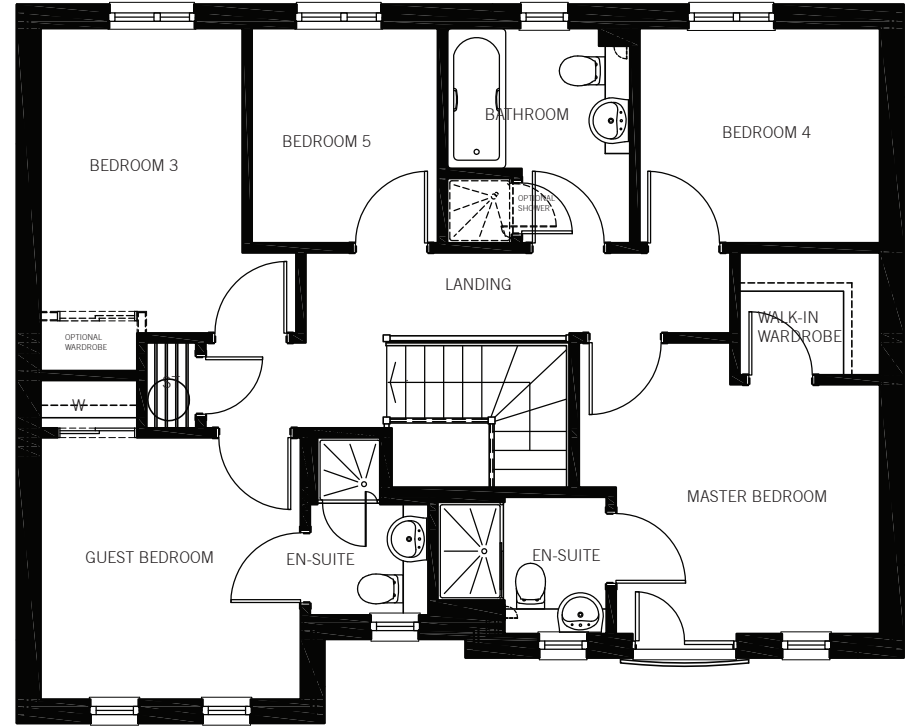 BATHROOM
BEDROOM 4
BEDROOM 5
BEDROOM 3
OPTIONAL
SHOWER
LANDING
WALK-IN
WARDROBE
OPTIONAL
WARDROBE
W
MASTER BEDROOM
GUEST BEDROOM
EN-SUITE
EN-SUITE